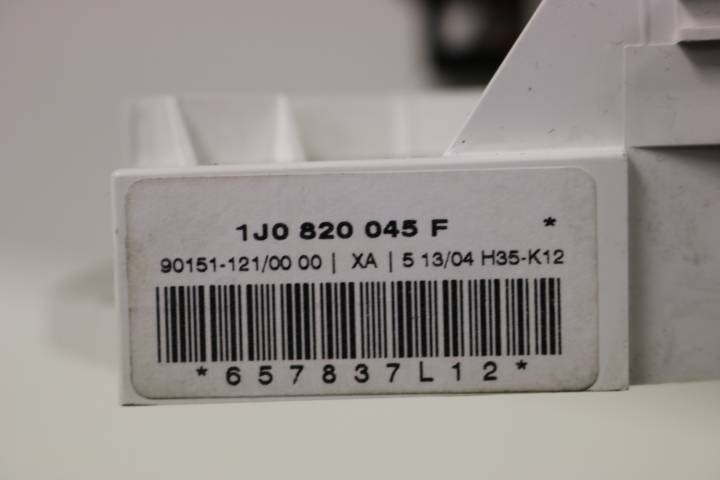 1J0 820 045 F *
90151-121/00 00 | XA | 5 13/04 H35-K12
*657837L12*